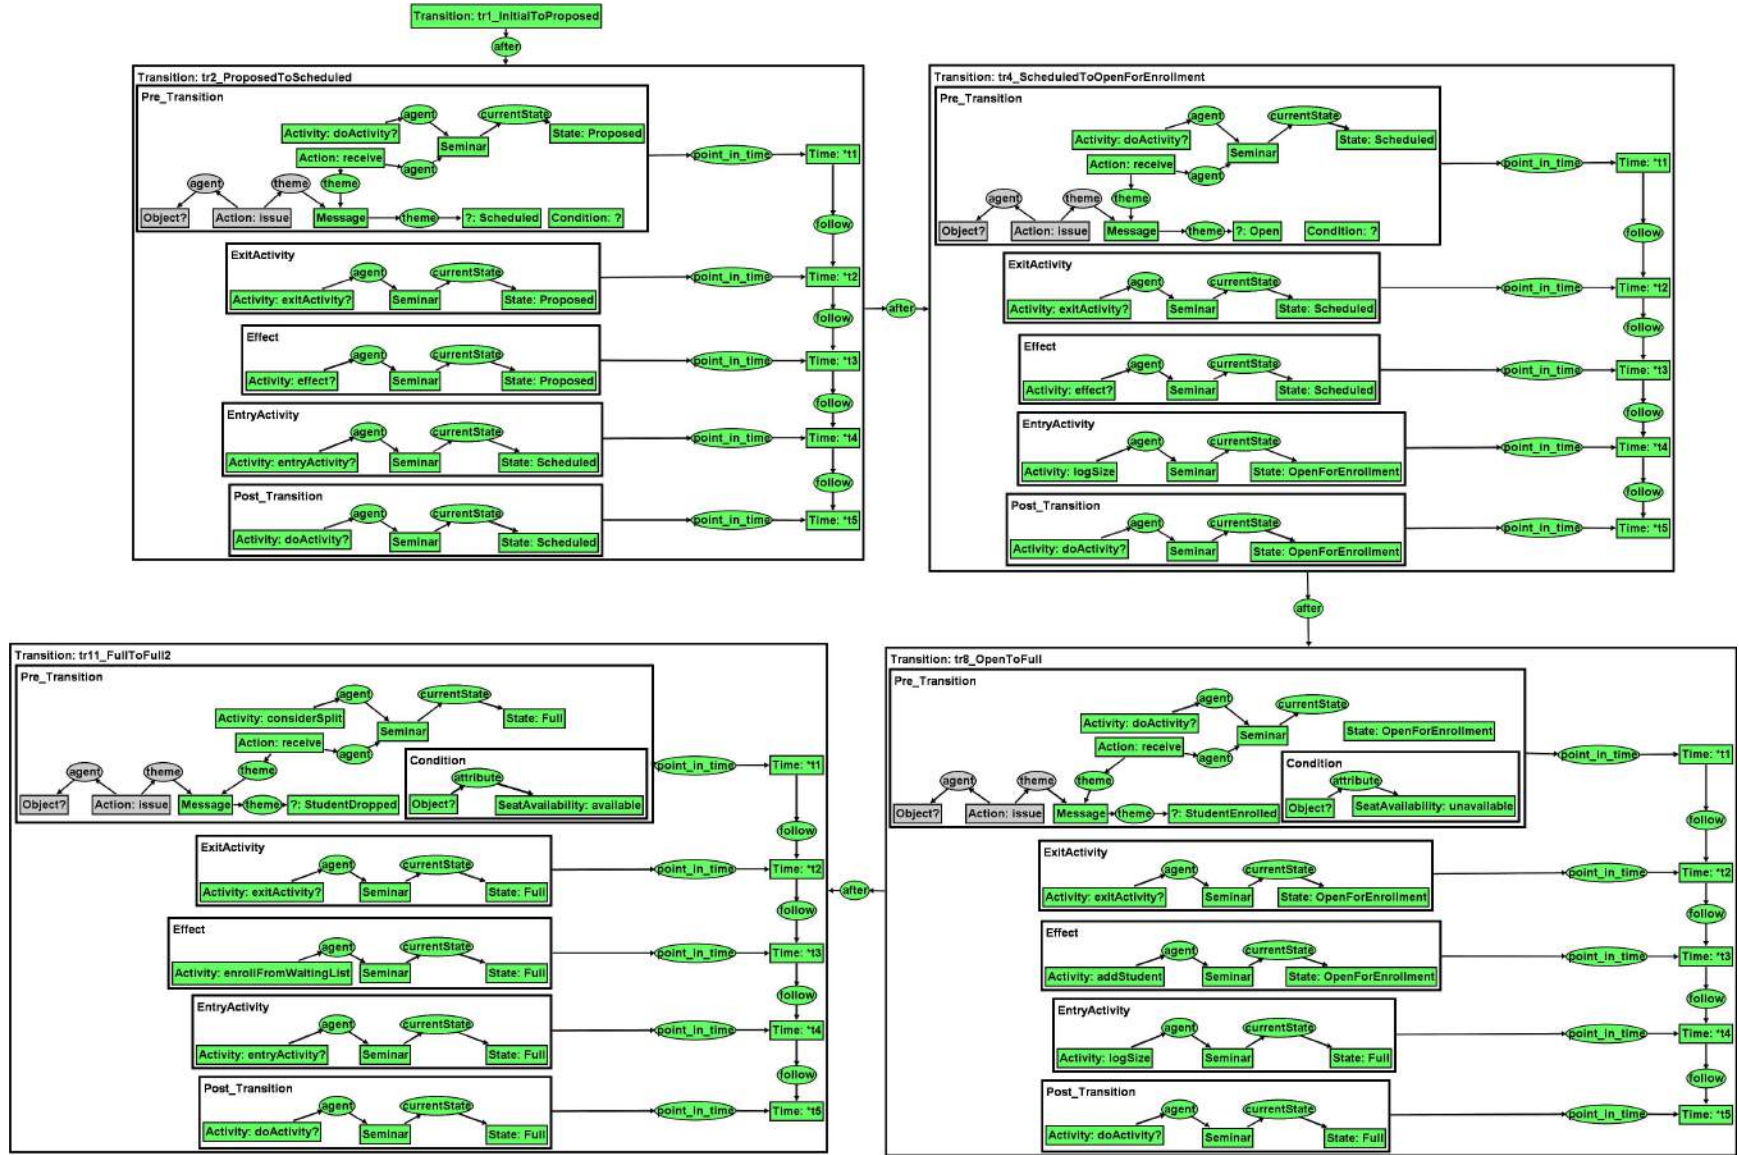 Transition: tr1_InitialToProposed
after
Transition: tr2_ProposedToScheduled
Pre_Transition
agent
currentState
Activity: doActivity?
State: Proposed
Seminar
Action: receive
agent
point_in_time
Time: *t1
agent
theme
theme
Object?
Action: issue
Message
theme
?: Scheduled
Condition: ?
follow
ExitActivity
agent
currentState
Activity: exitActivity?
Seminar
State: Proposed
point_in_time
Time: *t2
follow
Effect
agent
currentState
Activity: effect?
Seminar
State: Proposed
point_in_time
Time: *t3
follow
EntryActivity
agent
currentState
Activity: entryActivity?
Seminar
State: Scheduled
point_in_time
Time: *t4
follow
Post_Transition
agent
currentState
Activity: doActivity?
Seminar
State: Scheduled
point_in_time
Time: *t5
after
Transition: tr4_ScheduledToOpenForEnrollment
Pre_Transition
agent
currentState
Activity: doActivity?
State: Scheduled
Seminar
Action: receive
agent
point_in_time
Time: *t1
agent
theme
theme
Object?
Action: issue
Message
theme
?: Open
Condition: ?
follow
ExitActivity
agent
currentState
Activity: exitActivity?
Seminar
State: Scheduled
point_in_time
Time: *t2
follow
Effect
agent
currentState
Activity: effect?
Seminar
State: Scheduled
point_in_time
Time: *t3
follow
EntryActivity
agent
currentState
Activity: logSize
Seminar
State: OpenForEnrollment
point_in_time
Time: *t4
follow
Post_Transition
agent
currentState
Activity: doActivity?
Seminar
State: OpenForEnrollment
point_in_time
Time: *t5
after
Transition: tr11_FullToFull2
Pre_Transition
agent
currentState
Activity: considerSplit
State: Full
Seminar
Action: receive
agent
theme
Condition
attribute
Object?
SeatAvailability: available
point_in_time
Time: *t1
agent
theme
Object?
Action: issue
Message
theme
?: StudentDropped
follow
ExitActivity
agent
currentState
Activity: exitActivity?
Seminar
State: Full
point_in_time
Time: *t2
follow
Effect
agent
currentState
Activity: enrollFromWaitingList
Seminar
State: Full
point_in_time
Time: *t3
follow
EntryActivity
agent
currentState
Activity: entryActivity?
Seminar
State: Full
point_in_time
Time: *t4
follow
Post_Transition
agent
currentState
Activity: doActivity?
Seminar
State: Full
point_in_time
Time: *t5
after
Transition: tr8_OpenToFull
Pre_Transition
agent
currentState
Activity: doActivity?
State: OpenForEnrollment
Seminar
Action: receive
agent
theme
Condition
attribute
Object?
SeatAvailability: unavailable
point_in_time
Time: *t1
agent
theme
Object?
Action: issue
Message
theme
?: StudentEnrolled
follow
ExitActivity
agent
currentState
Activity: exitActivity?
Seminar
State: OpenForEnrollment
point_in_time
Time: *t2
follow
Effect
agent
currentState
Activity: addStudent
Seminar
State: OpenForEnrollment
point_in_time
Time: *t3
follow
EntryActivity
agent
currentState
Activity: logSize
Seminar
State: Full
point_in_time
Time: *t4
follow
Post_Transition
agent
currentState
Activity: doActivity?
Seminar
State: Full
point_in_time
Time: *t5